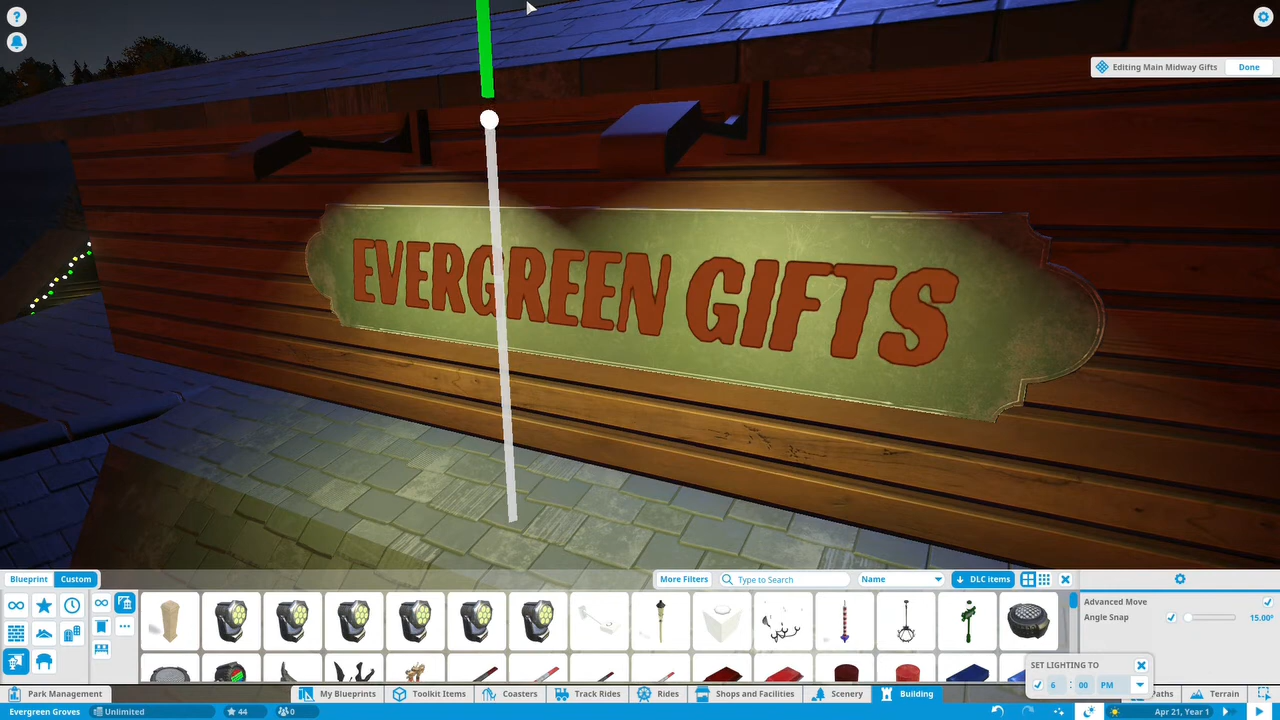 Editing Main Midway Gifts Done
EVERGREEN GIFTS
Blueprint Custom More Filters Type to Search Name DLC items
Advanced Move
Angle Snap 15.00°
SET LIGHTING TO
6 : 00 PM
Park Management My Blueprints Toolkit Items Coasters Track Rides Rides Shops and Facilities Scenery Building Paths Terrain
Evergreen Groves Unlimited 44 0 Apr 21, Year 1